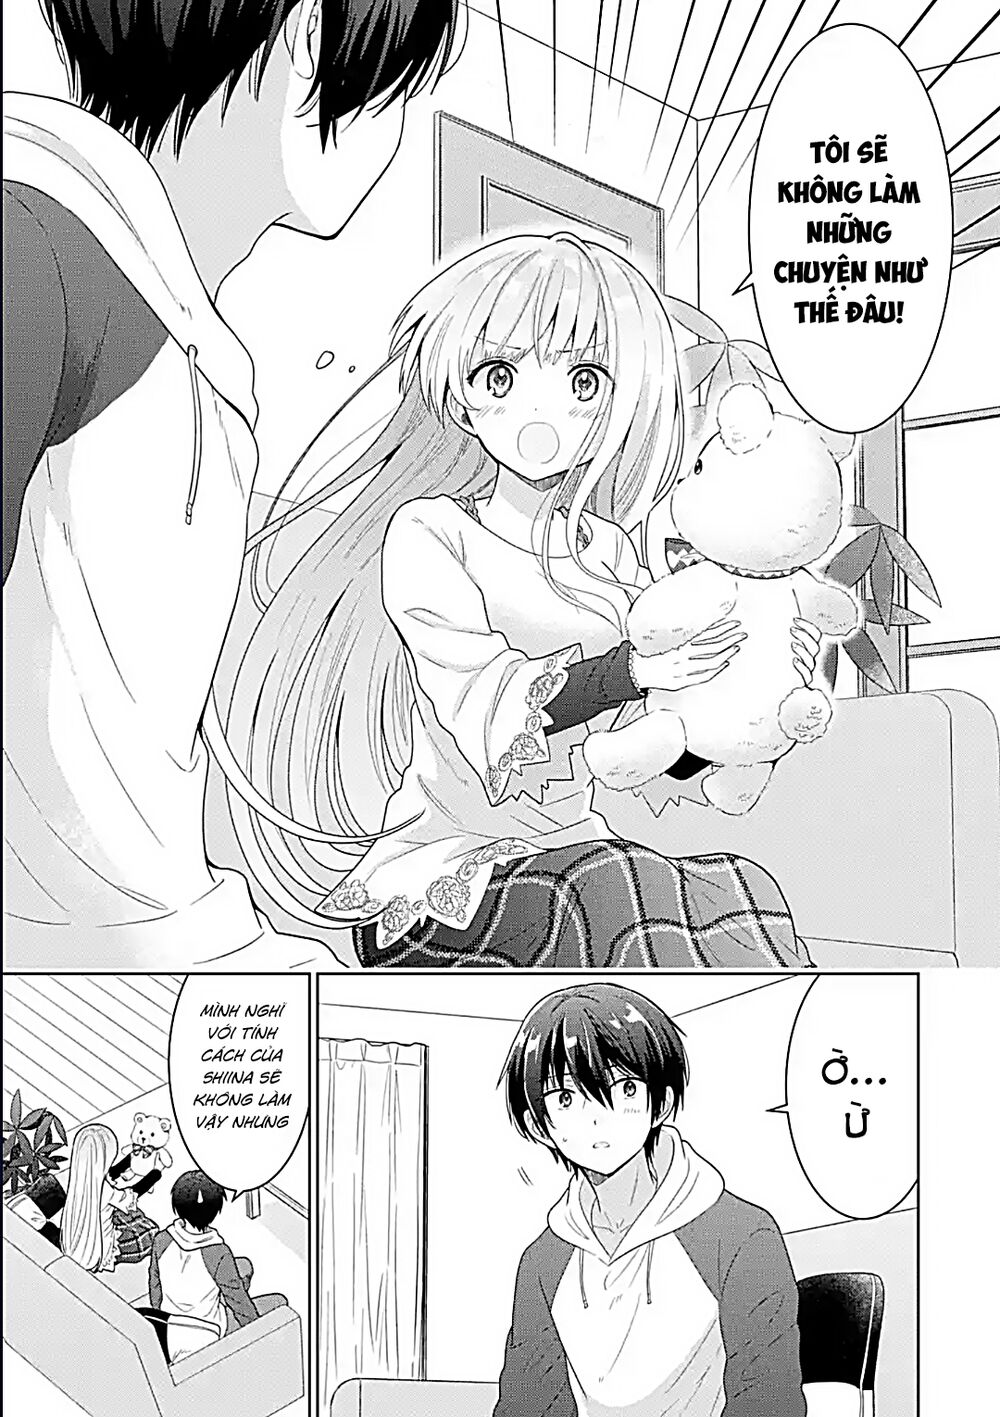 TÔI SẼ
KHÔNG LÀM
NHỮNG
CHUYỆN NHƯ
THẾ ĐÂU!
Ờ...
Ừ
MÌNH NGHĨ
VỚI TÍNH
CÁCH CỦA
SHIINA SẼ
KHÔNG LÀM
VẬY NHƯNG